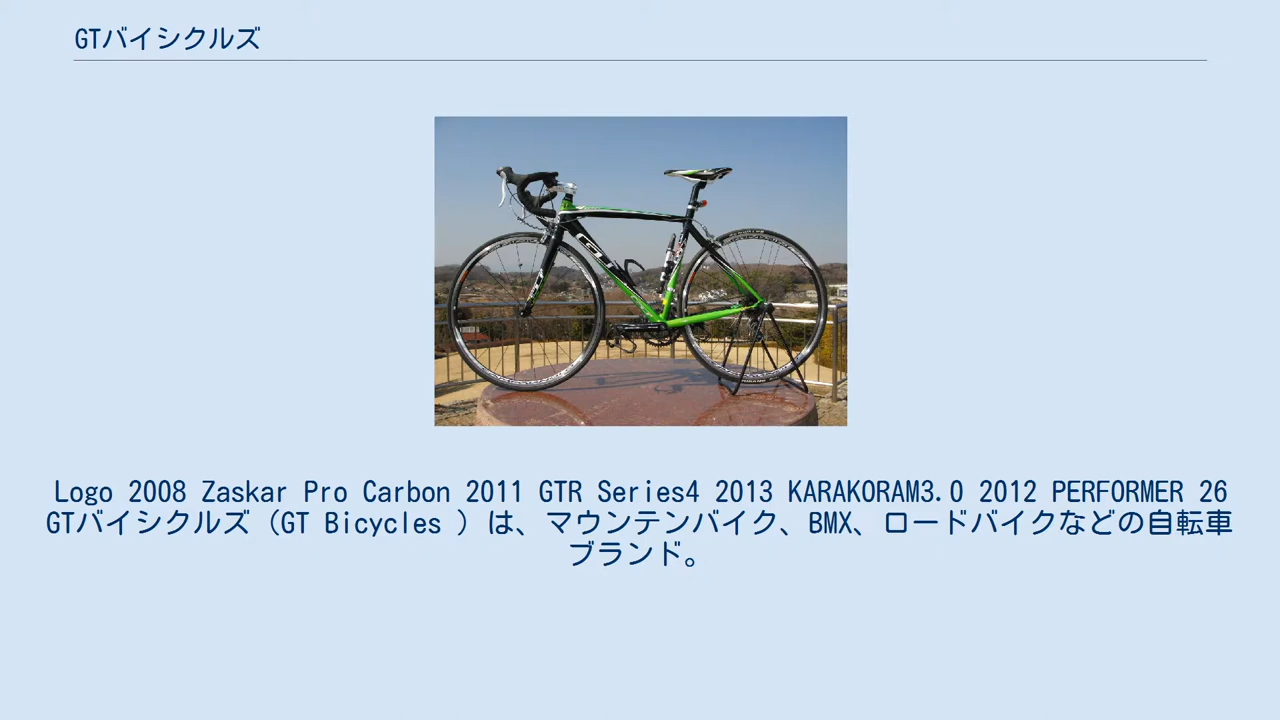 GTバイシクルズ
GT
Logo 2008 Zaskar Pro Carbon 2011 GTR Series4 2013 KARAKORAM3.0 2012 PERFORMER 26
GTバイシクルズ（GT Bicycles ）は、マウンテンバイク、BMX、ロードバイクなどの自転車
ブランド。